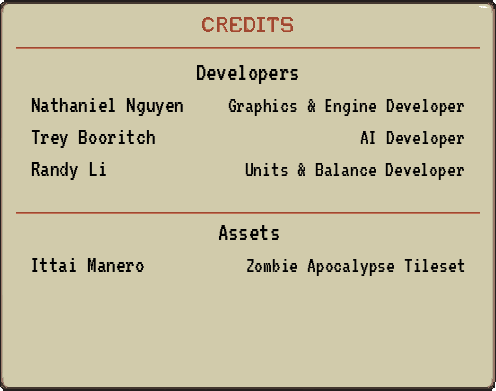 CREDITS
Developers
Nathaniel Nguyen Graphics & Engine Developer
Trey Booritch AI Developer
Randy Li Units & Balance Developer
Assets
Ittai Manero Zombie Apocalypse Tileset